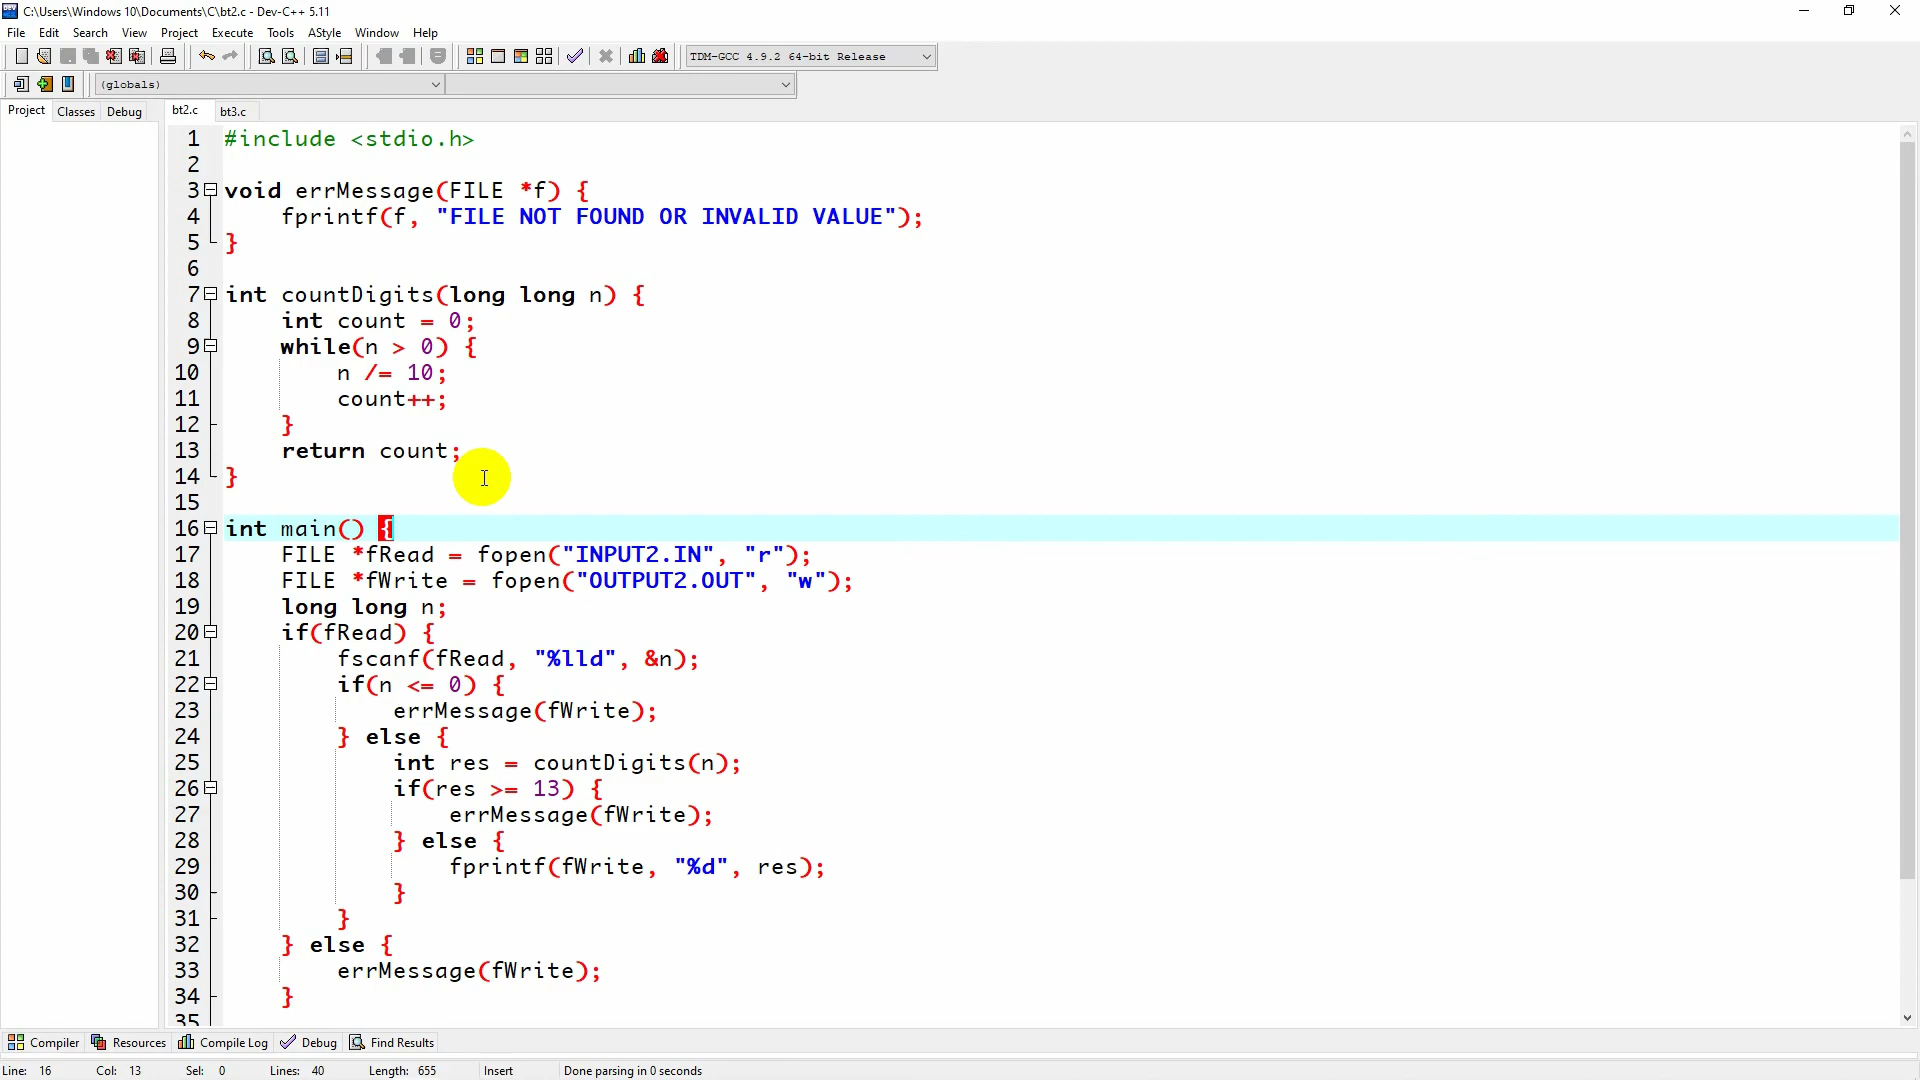 C:\Users\Windows 10\Documents\C\bt2.c - Dev-C++ 5.11
File Edit Search View Project Execute Tools AStyle Window Help
TDM-GCC 4.9.2 64-bit Release
(globals)
Project Classes Debug bt2.c bt3.c
1 #include <stdio.h>
2
3 void errMessage(FILE *f) {
4     fprintf(f, "FILE NOT FOUND OR INVALID VALUE");
5 }
6
7 int countDigits(long long n) {
8     int count = 0;
9     while(n > 0) {
10         n /= 10;
11         count++;
12     }
13     return count;
14 }
15
16 int main() {
17     FILE *fRead = fopen("INPUT2.IN", "r");
18     FILE *fWrite = fopen("OUTPUT2.OUT", "w");
19     long long n;
20     if(fRead) {
21         fscanf(fRead, "%lld", &n);
22         if(n <= 0) {
23             errMessage(fWrite);
24         } else {
25             int res = countDigits(n);
26             if(res >= 13) {
27                 errMessage(fWrite);
28             } else {
29                 fprintf(fWrite, "%d", res);
30             }
31         }
32     } else {
33         errMessage(fWrite);
34     }
35
Compiler Resources Compile Log Debug Find Results
Line: 16 Col: 13 Sel: 0 Lines: 40 Length: 655 Insert Done parsing in 0 seconds